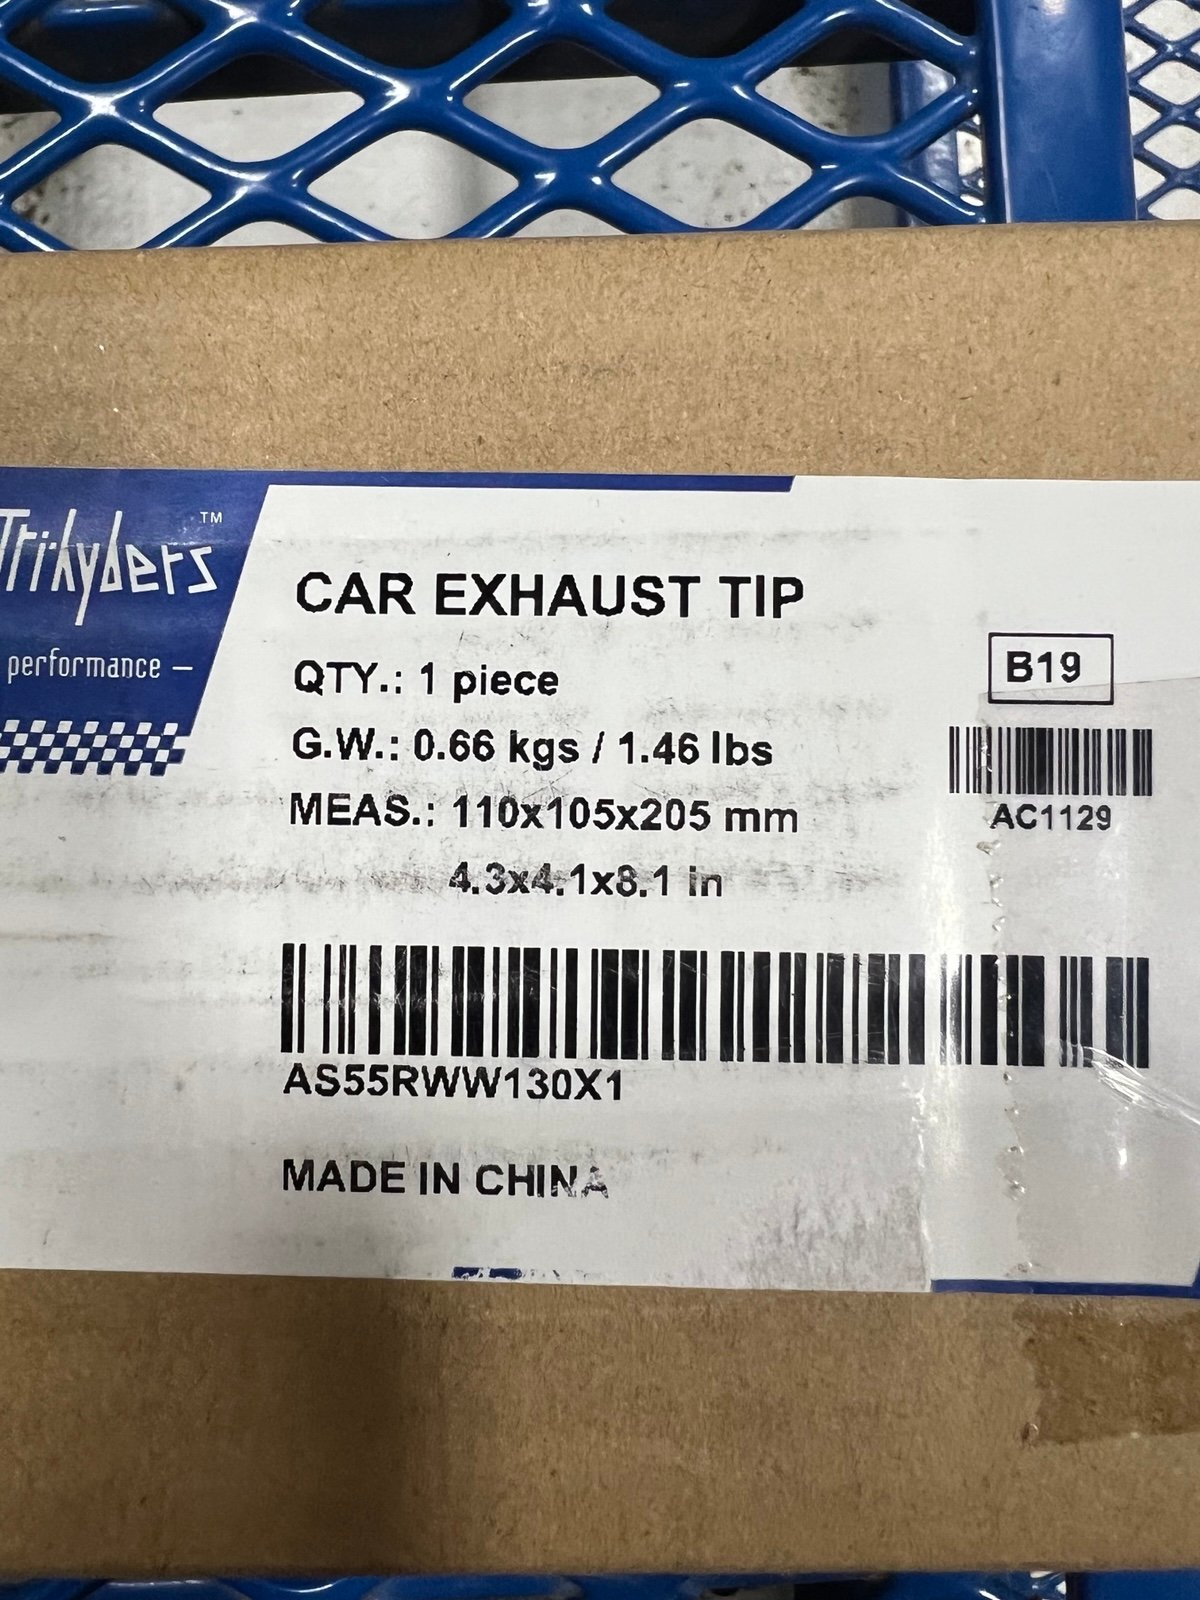 Trihybers™
performance –
CAR EXHAUST TIP
QTY.: 1 piece
G.W.: 0.66 kgs / 1.46 lbs
MEAS.: 110x105x205 mm
4.3x4.1x8.1 in
B19
AC1129
AS55RWW130X1
MADE IN CHINA